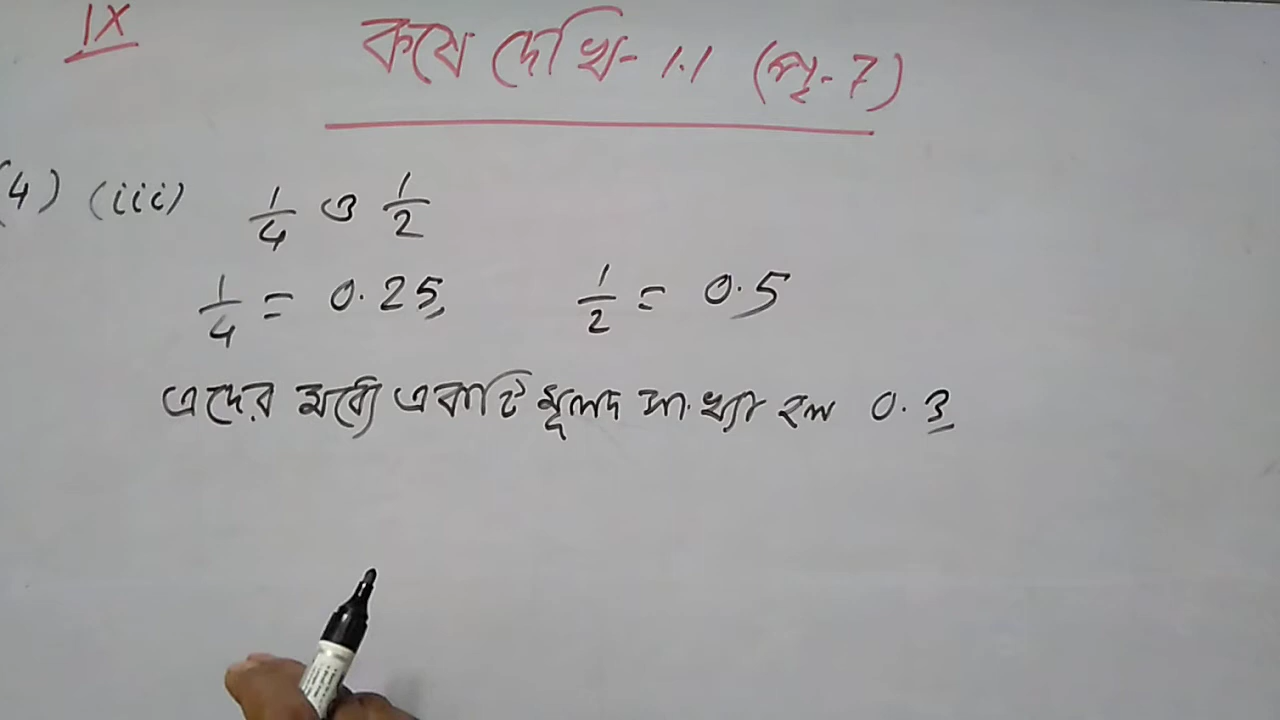 IX
কষে দেখি- 1.1 (পৃ- 7)
(4) (iii) 1/4 ও 1/2
1/4 = 0.25, 1/2 = 0.5
এদের মধ্যে একটি মূলদ সংখ্যা হল 0.3